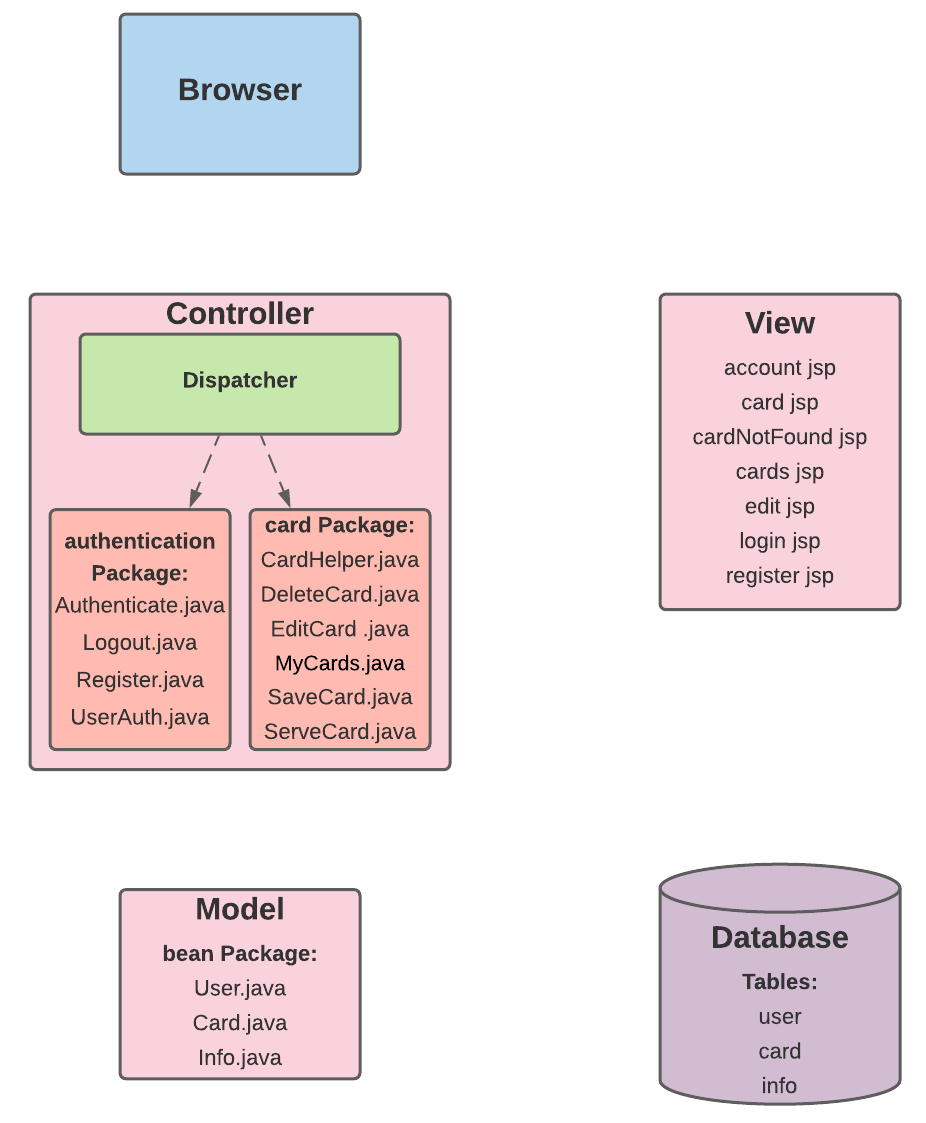 Browser
Controller
Dispatcher
authentication
Package:
Authenticate.java
Logout.java
Register.java
UserAuth.java
card Package:
CardHelper.java
DeleteCard.java
EditCard .java
MyCards.java
SaveCard.java
ServeCard.java
View
account jsp
card jsp
cardNotFound jsp
cards jsp
edit jsp
login jsp
register jsp
Model
bean Package:
User.java
Card.java
Info.java
Database
Tables:
user
card
info